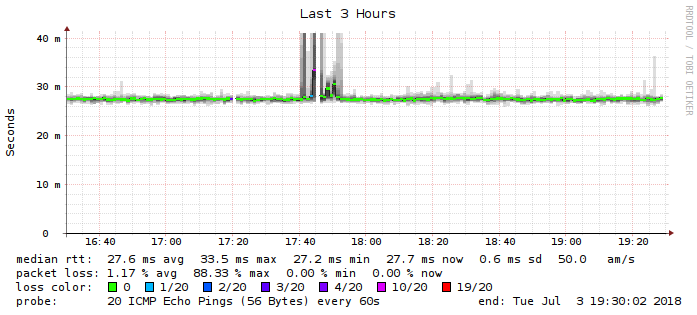 Last 3 Hours
RRDTOOL / TOBI OETIKER
Seconds
40 m
30 m
20 m
10 m
0
16:40 17:00 17:20 17:40 18:00 18:20 18:40 19:00 19:20
median rtt: 27.6 ms avg 33.5 ms max 27.2 ms min 27.7 ms now 0.6 ms sd 50.0 am/s
packet loss: 1.17 % avg 88.33 % max 0.00 % min 0.00 % now
loss color: 0 1/20 2/20 3/20 4/20 10/20 19/20
probe: 20 ICMP Echo Pings (56 Bytes) every 60s end: Tue Jul 3 19:30:02 2018